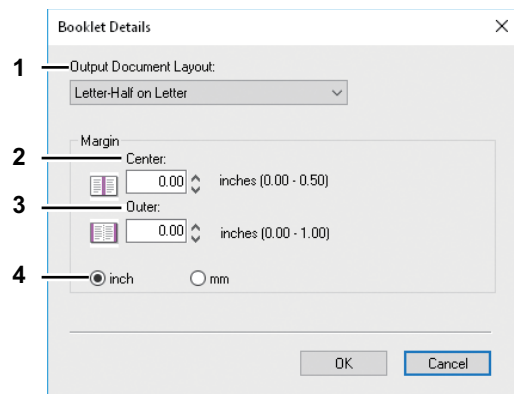 Booklet Details
1 Output Document Layout:
Letter-Half on Letter
Margin
2 Center:
0.00 inches (0.00 - 0.50)
3 Outer:
0.00 inches (0.00 - 1.00)
4 inch mm
OK Cancel